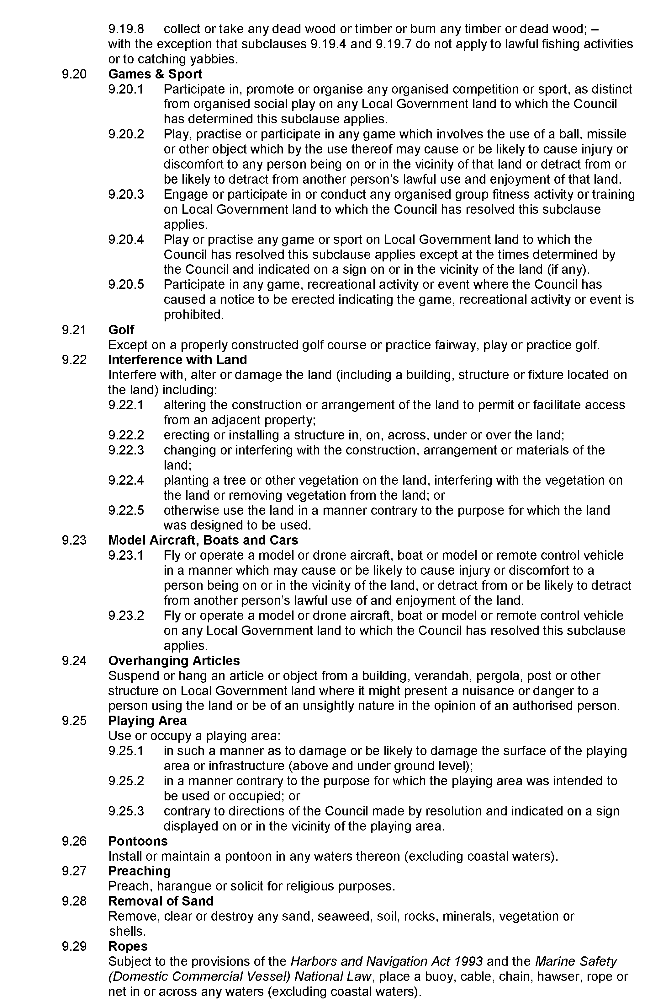 9.19.8 collect or take any dead wood or timber or burn any timber or dead wood; –
with the exception that subclauses 9.19.4 and 9.19.7 do not apply to lawful fishing activities
or to catching yabbies.
9.20 Games & Sport
9.20.1 Participate in, promote or organise any organised competition or sport, as distinct
from organised social play on any Local Government land to which the Council
has determined this subclause applies.
9.20.2 Play, practise or participate in any game which involves the use of a ball, missile
or other object which by the use thereof may cause or be likely to cause injury or
discomfort to any person being on or in the vicinity of that land or detract from or
be likely to detract from another person's lawful use and enjoyment of that land.
9.20.3 Engage or participate in or conduct any organised group fitness activity or training
on Local Government land to which the Council has resolved this subclause
applies.
9.20.4 Play or practise any game or sport on Local Government land to which the
Council has resolved this subclause applies except at the times determined by
the Council and indicated on a sign on or in the vicinity of the land (if any).
9.20.5 Participate in any game, recreational activity or event where the Council has
caused a notice to be erected indicating the game, recreational activity or event is
prohibited.
9.21 Golf
Except on a properly constructed golf course or practice fairway, play or practice golf.
9.22 Interference with Land
Interfere with, alter or damage the land (including a building, structure or fixture located on
the land) including:
9.22.1 altering the construction or arrangement of the land to permit or facilitate access
from an adjacent property;
9.22.2 erecting or installing a structure in, on, across, under or over the land;
9.22.3 changing or interfering with the construction, arrangement or materials of the
land;
9.22.4 planting a tree or other vegetation on the land, interfering with the vegetation on
the land or removing vegetation from the land; or
9.22.5 otherwise use the land in a manner contrary to the purpose for which the land
was designed to be used.
9.23 Model Aircraft, Boats and Cars
9.23.1 Fly or operate a model or drone aircraft, boat or model or remote control vehicle
in a manner which may cause or be likely to cause injury or discomfort to a
person being on or in the vicinity of the land, or detract from or be likely to detract
from another person's lawful use of and enjoyment of the land.
9.23.2 Fly or operate a model or drone aircraft, boat or model or remote control vehicle
on any Local Government land to which the Council has resolved this subclause
applies.
9.24 Overhanging Articles
Suspend or hang an article or object from a building, verandah, pergola, post or other
structure on Local Government land where it might present a nuisance or danger to a
person using the land or be of an unsightly nature in the opinion of an authorised person.
9.25 Playing Area
Use or occupy a playing area:
9.25.1 in such a manner as to damage or be likely to damage the surface of the playing
area or infrastructure (above and under ground level);
9.25.2 in a manner contrary to the purpose for which the playing area was intended to
be used or occupied; or
9.25.3 contrary to directions of the Council made by resolution and indicated on a sign
displayed on or in the vicinity of the playing area.
9.26 Pontoons
Install or maintain a pontoon in any waters thereon (excluding coastal waters).
9.27 Preaching
Preach, harangue or solicit for religious purposes.
9.28 Removal of Sand
Remove, clear or destroy any sand, seaweed, soil, rocks, minerals, vegetation or
shells.
9.29 Ropes
Subject to the provisions of the Harbors and Navigation Act 1993 and the Marine Safety
(Domestic Commercial Vessel) National Law, place a buoy, cable, chain, hawser, rope or
net in or across any waters (excluding coastal waters).